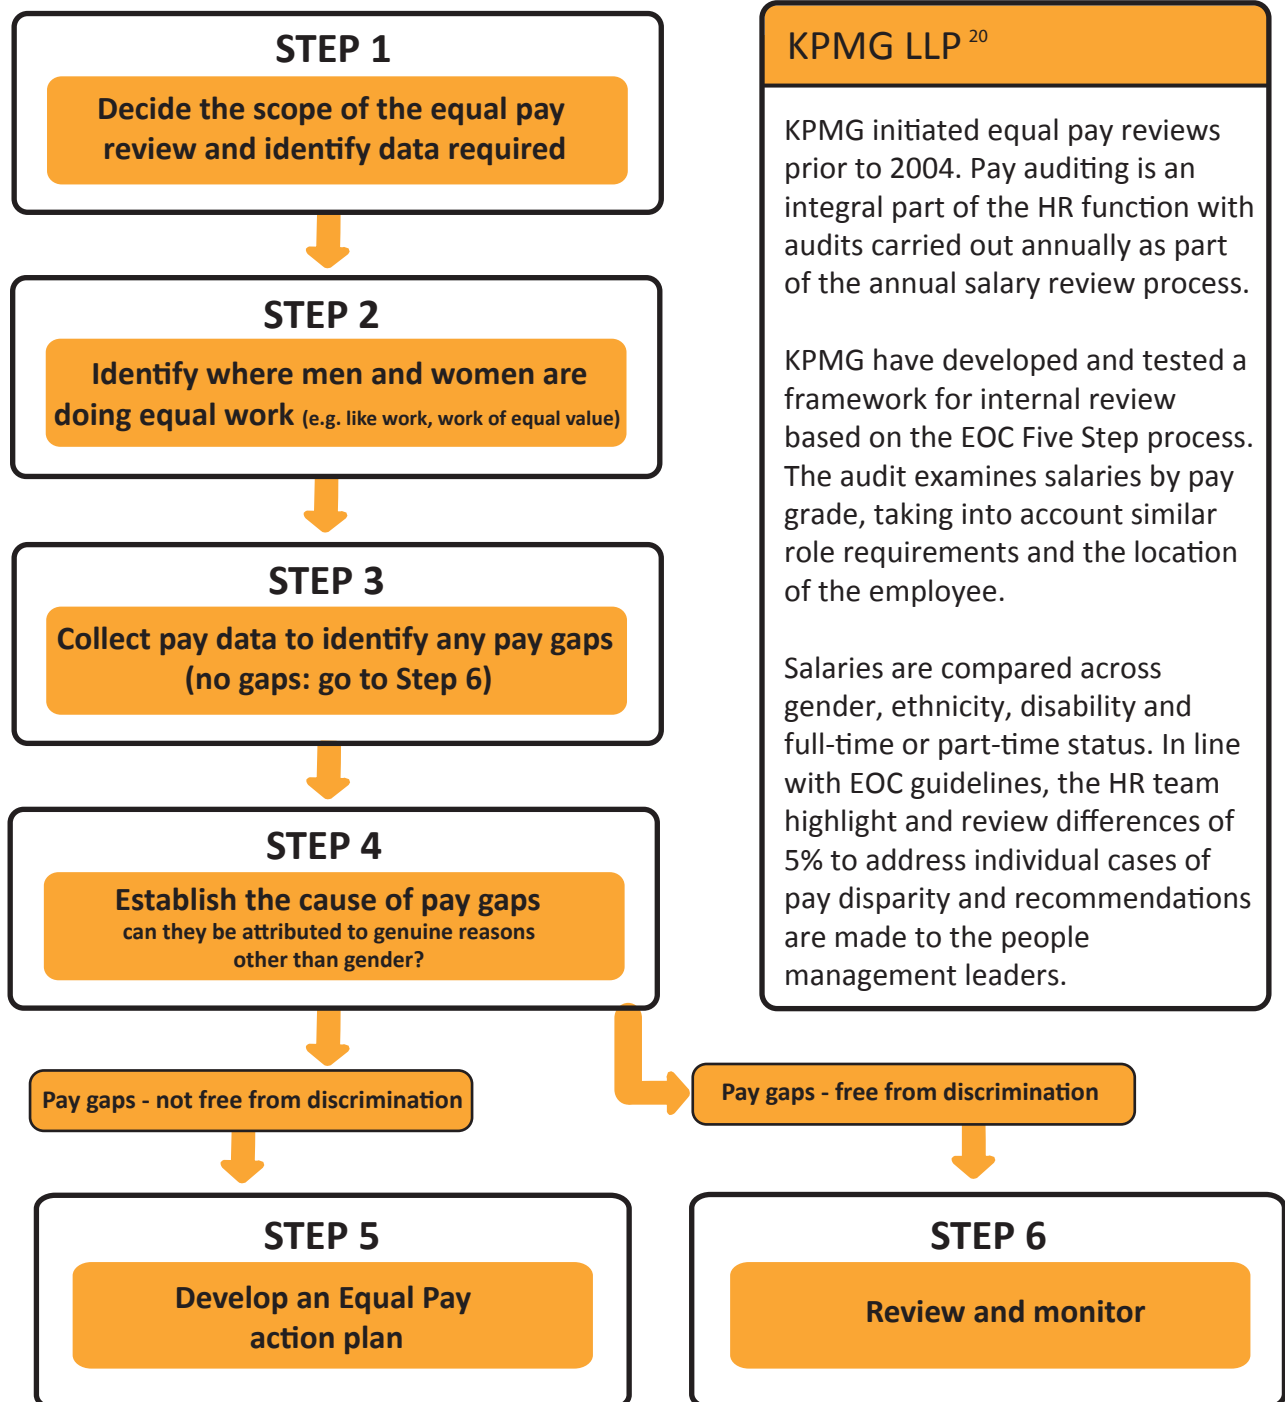 STEP 1
Decide the scope of the equal pay
review and identify data required
STEP 2
Identify where men and women are
doing equal work (e.g. like work, work of equal value)
STEP 3
Collect pay data to identify any pay gaps
(no gaps: go to Step 6)
STEP 4
Establish the cause of pay gaps
can they be attributed to genuine reasons
other than gender?
Pay gaps - not free from discrimination
Pay gaps - free from discrimination
STEP 5
Develop an Equal Pay
action plan
STEP 6
Review and monitor
KPMG LLP 20
KPMG initiated equal pay reviews
prior to 2004. Pay auditing is an
integral part of the HR function with
audits carried out annually as part
of the annual salary review process.
KPMG have developed and tested a
framework for internal review
based on the EOC Five Step process.
The audit examines salaries by pay
grade, taking into account similar
role requirements and the location
of the employee.
Salaries are compared across
gender, ethnicity, disability and
full-time or part-time status. In line
with EOC guidelines, the HR team
highlight and review differences of
5% to address individual cases of
pay disparity and recommendations
are made to the people
management leaders.